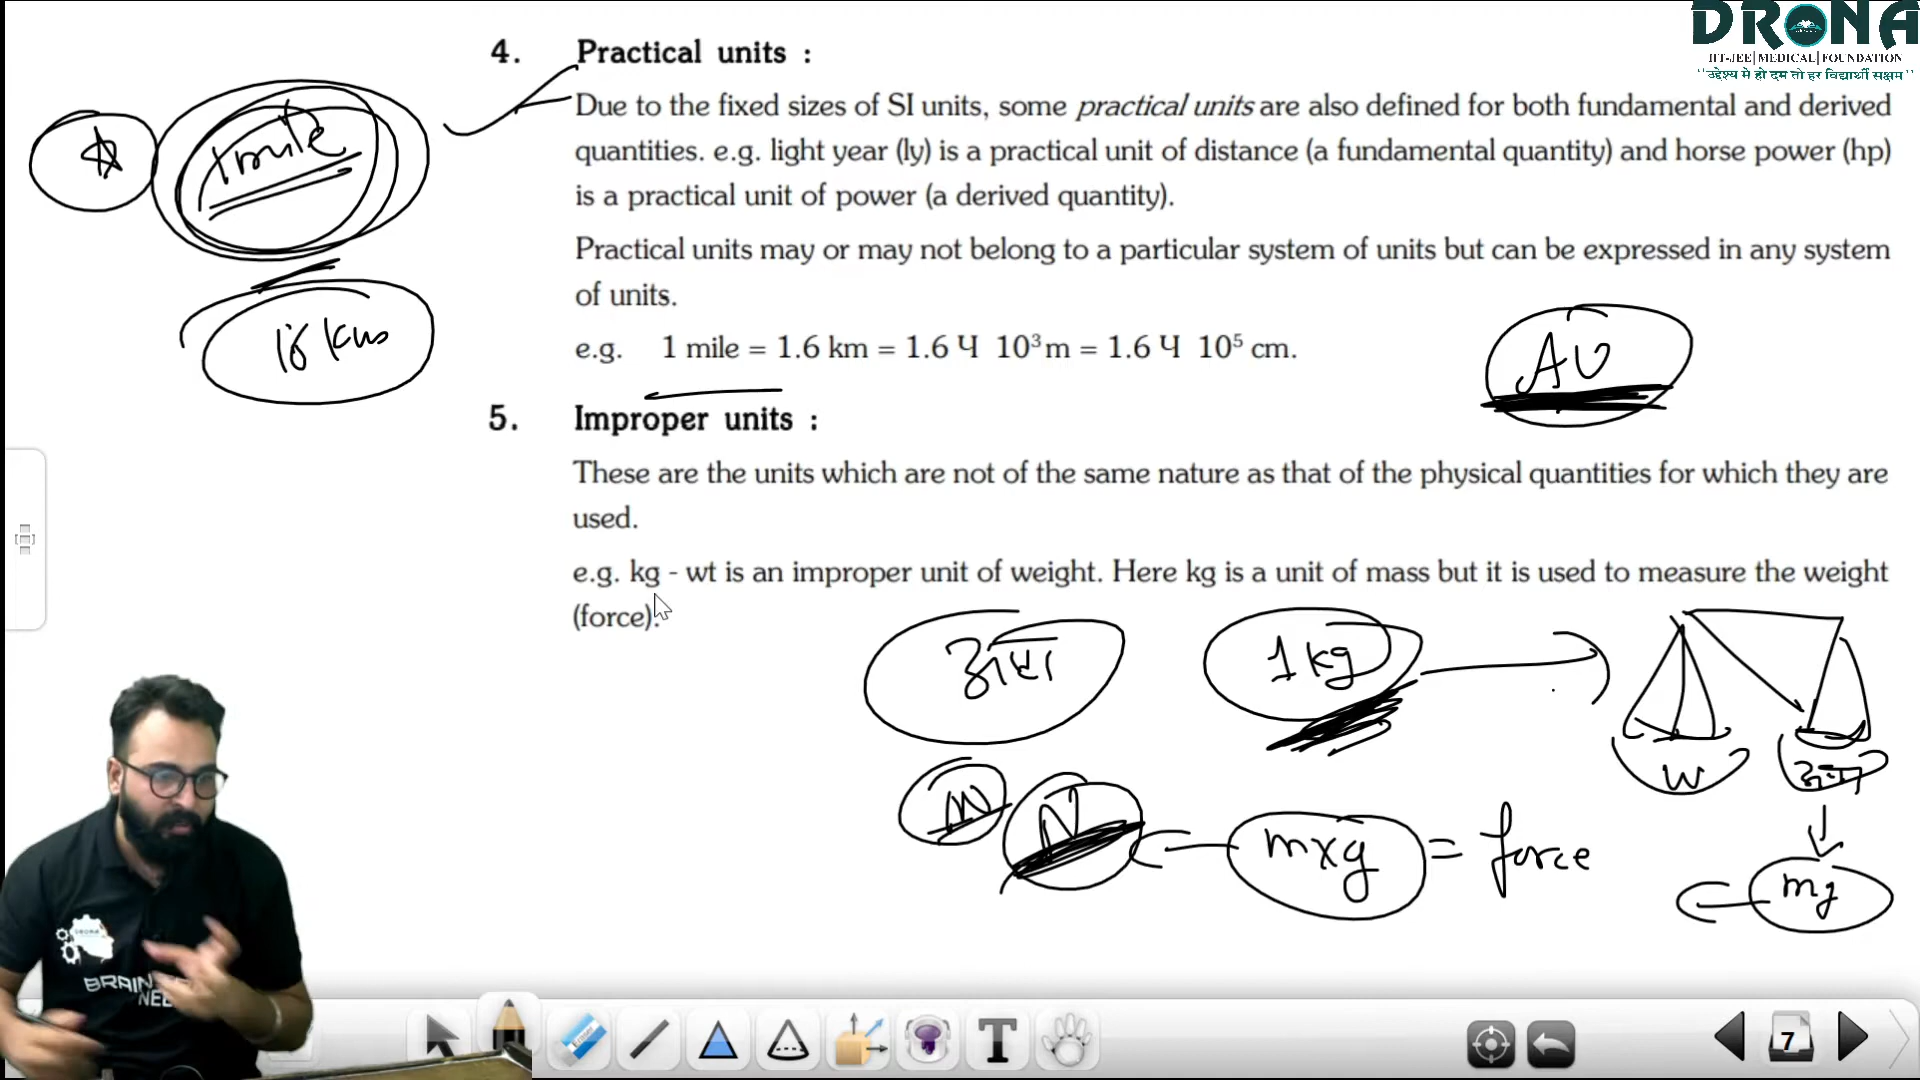 DRONA
IIT-JEE | MEDICAL | FOUNDATION
''उद्देश्य मे हो दम तो हर विद्यार्थी सक्षम''
4. Practical units :
Due to the fixed sizes of SI units, some practical units are also defined for both fundamental and derived
quantities. e.g. light year (ly) is a practical unit of distance (a fundamental quantity) and horse power (hp)
is a practical unit of power (a derived quantity).
Practical units may or may not belong to a particular system of units but can be expressed in any system
of units.
e.g. 1 mile = 1.6 km = 1.6 Ч 10³ m = 1.6 Ч 10⁵ cm.
AU
5. Improper units :
These are the units which are not of the same nature as that of the physical quantities for which they are
used.
e.g. kg - wt is an improper unit of weight. Here kg is a unit of mass but it is used to measure the weight
(force).
1 kg
W
N
mxg = force
mg
DRONA
T
7